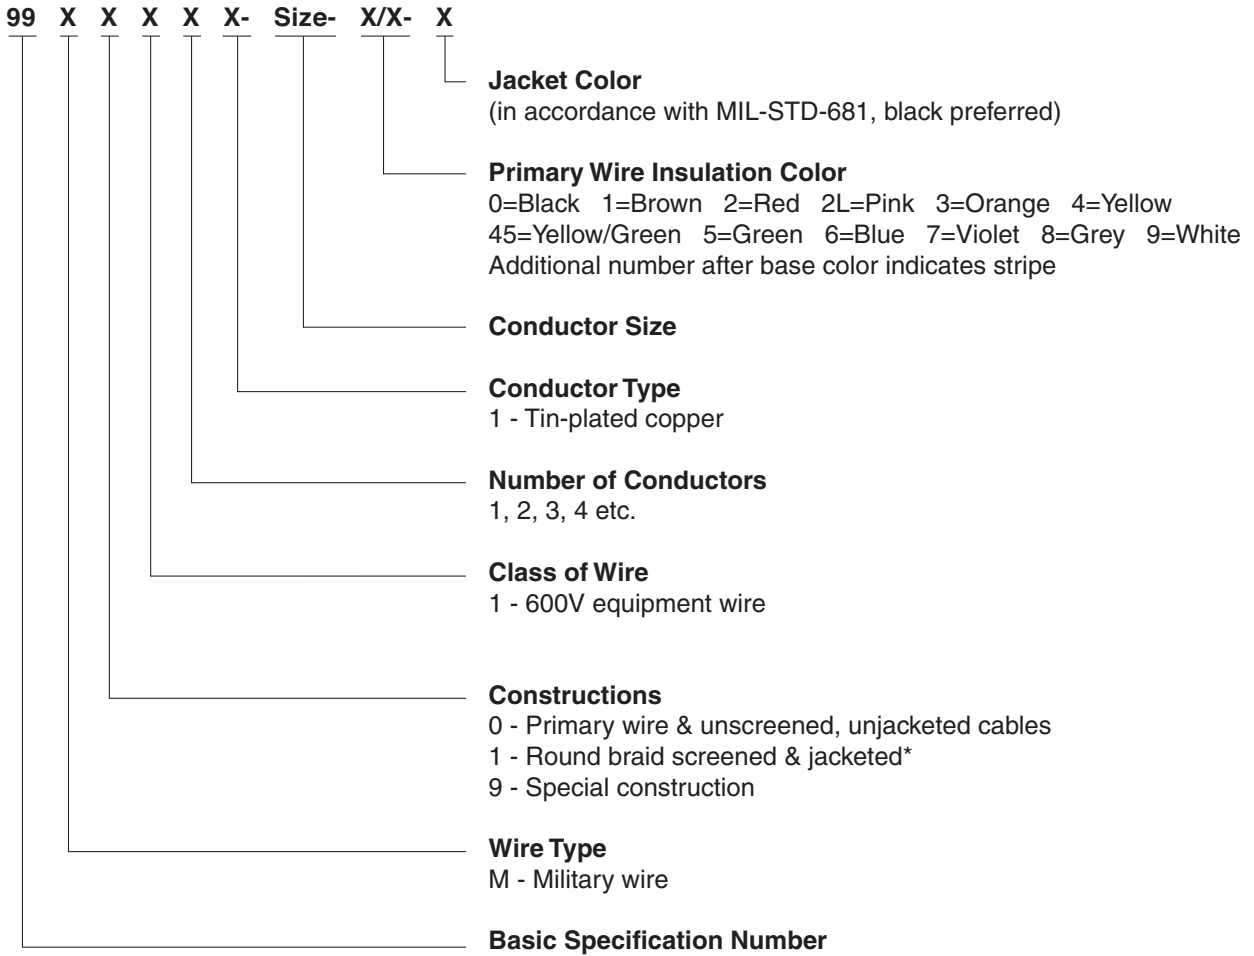 99 X X X X X- Size- X/X- X
Jacket Color
(in accordance with MIL-STD-681, black preferred)
Primary Wire Insulation Color
0=Black 1=Brown 2=Red 2L=Pink 3=Orange 4=Yellow
45=Yellow/Green 5=Green 6=Blue 7=Violet 8=Grey 9=White
Additional number after base color indicates stripe
Conductor Size
Conductor Type
1 - Tin-plated copper
Number of Conductors
1, 2, 3, 4 etc.
Class of Wire
1 - 600V equipment wire
Constructions
0 - Primary wire & unscreened, unjacketed cables
1 - Round braid screened & jacketed*
9 - Special construction
Wire Type
M - Military wire
Basic Specification Number